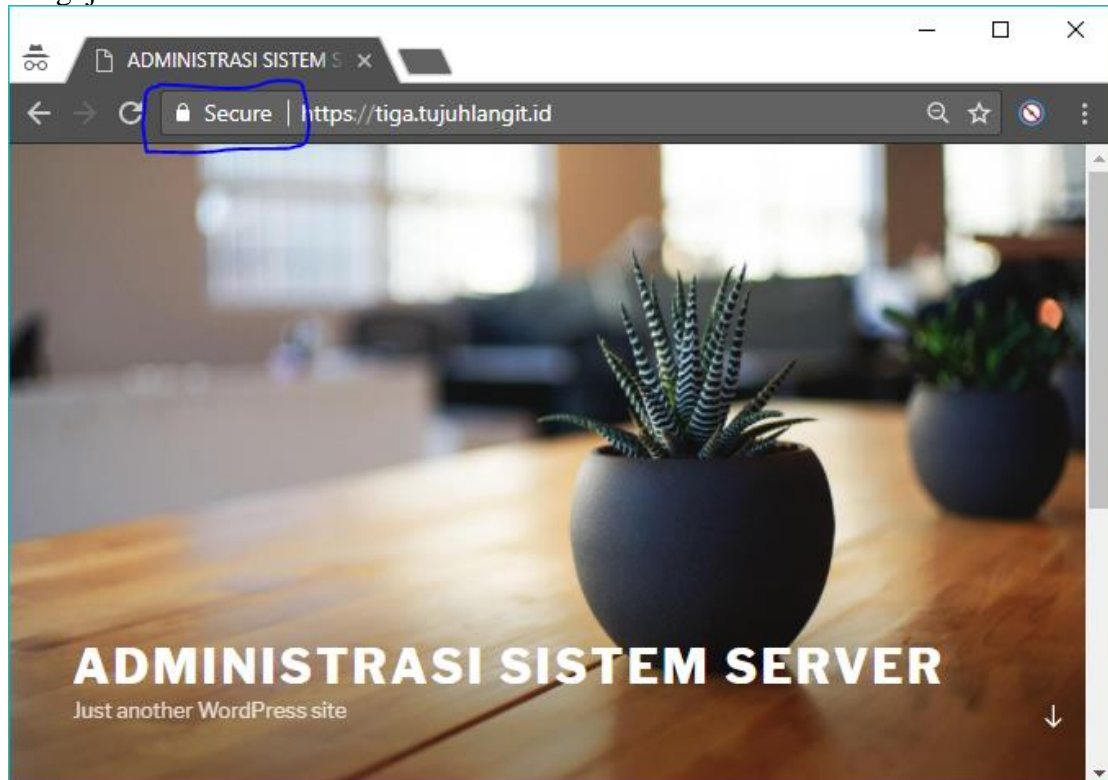 ADMINISTRASI SISTEM S
Secure | https://tiga.tujuhlangit.id
ADMINISTRASI SISTEM SERVER
Just another WordPress site